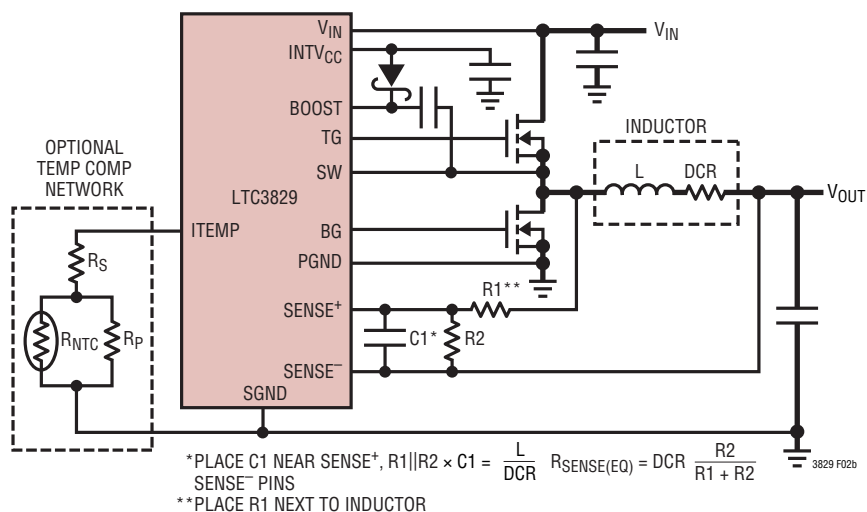 V_IN
INTV_CC
BOOST
TG
SW
LTC3829
ITEMP
BG
PGND
SENSE⁺
SENSE⁻
SGND
V_IN
INDUCTOR
L
DCR
V_OUT
OPTIONAL
TEMP COMP
NETWORK
R_S
R_NTC
R_P
R1**
C1*
R2
*PLACE C1 NEAR SENSE⁺, R1||R2 × C1 = L/DCR R_SENSE(EQ) = DCR R2/(R1 + R2)
SENSE⁻ PINS
**PLACE R1 NEXT TO INDUCTOR
3829 F02b